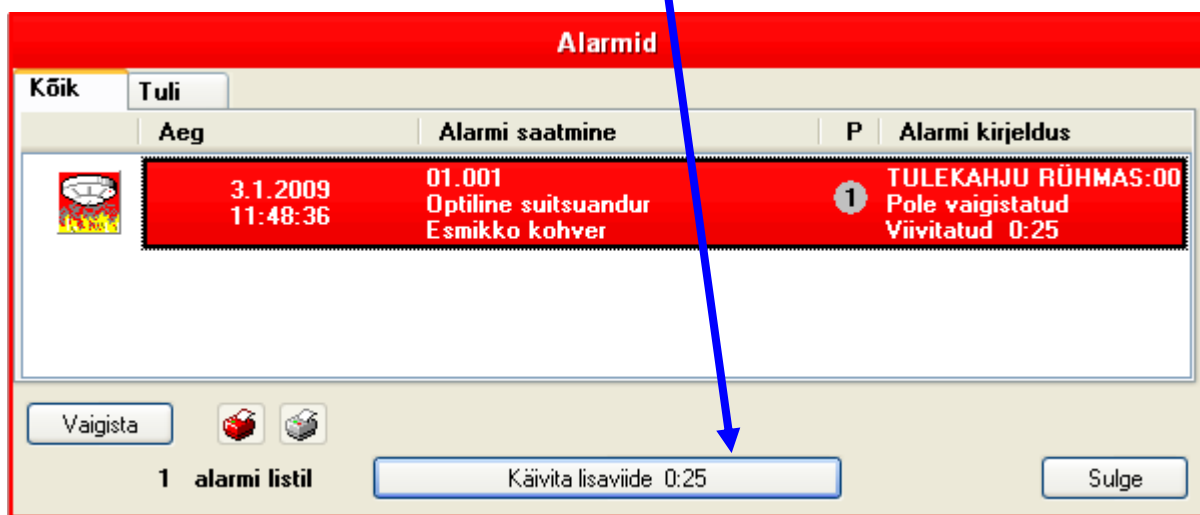 Alarmid
Kõik Tuli
Aeg Alarmi saatmine P Alarmi kirjeldus
3.1.2009
11:48:36
01.001
Optiline suitsuandur
Esmikko kohver
1
TULEKAHJU RÜHMAS:00
Pole vaigistatud
Viivitatud 0:25
Vaigista
1 alarmi listil
Käivita lisaviide 0:25
Sulge